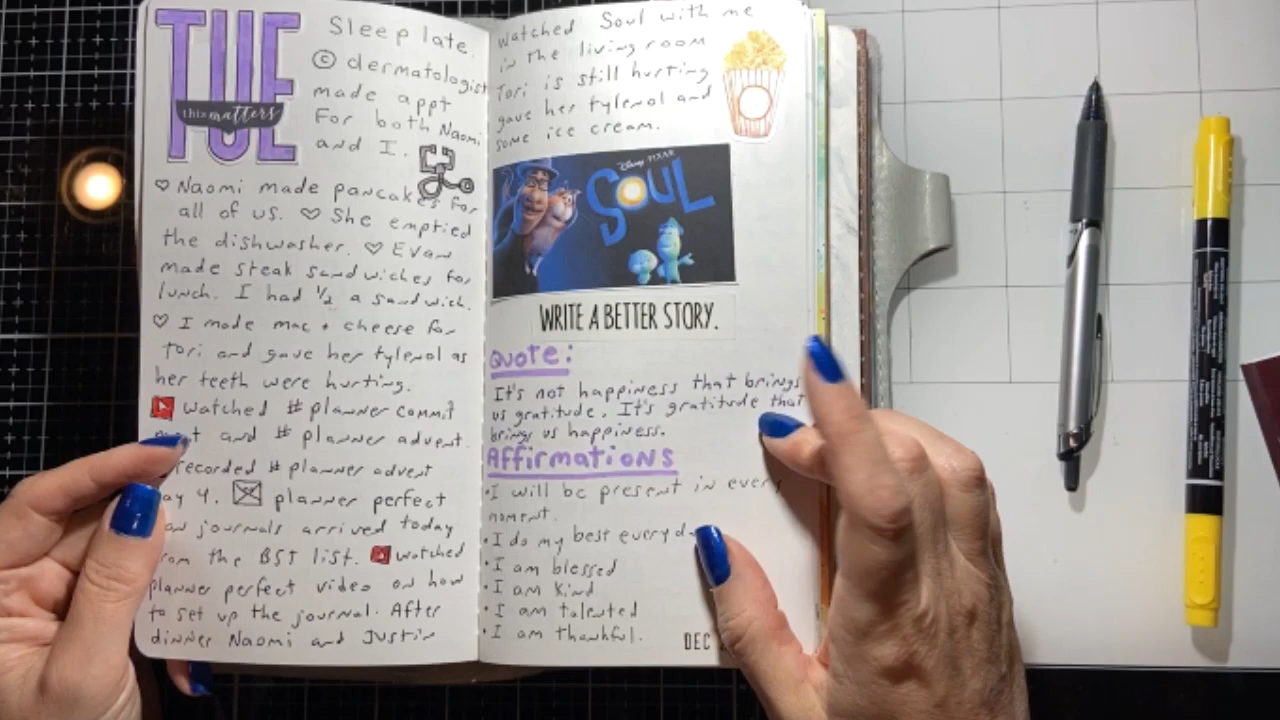 TUE
this matters
Sleep late.
© dermatologist
made appt
For both Naomi
and I.
♡ Naomi made pancakes for
all of us. ♡ She emptied
the dishwasher. ♡ Evan
made steak sandwiches for
lunch. I had 1/2 a sandwich.
♡ I made mac + cheese for
Tori and gave her tylenol as
her teeth were hurting.
watched #planner commit
and #planner advent.
recorded #planner advent
4. planner perfect
journals arrived today
from the BST list. watched
planner perfect video on how
to set up the journal. After
dinner Naomi and Justin
watched Soul with me
in the living room
Tori is still hurting
gave her tylenol and
some ice cream.
Disney PIXAR
SOUL
WRITE A BETTER STORY.
Quote:
It's not happiness that brings
us gratitude. It's gratitude that
brings us happiness.
Affirmations
• I will be present in every
moment.
• I do my best everyday
• I am blessed
• I am kind
• I am talented
• I am thankful.
DEC